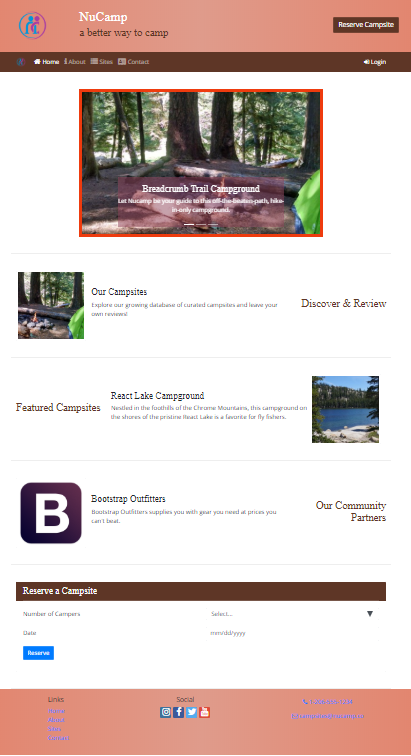 NuCamp
a better way to camp
Reserve Campsite
Home About Sites Contact
Login
Breadcrumb Trail Campground
Let Nucamp be your guide to this off-the-beaten-path, hike-
in-only campground.
Our Campsites
Explore our growing database of curated campsites and leave your
own reviews!
Discover & Review
Featured Campsites
React Lake Campground
Nestled in the foothills of the Chrome Mountains, this campground on
the shores of the pristine React Lake is a favorite for fly fishers.
B
Bootstrap Outfitters
Bootstrap Outfitters supplies you with gear you need at prices you
can't beat.
Our Community
Partners
Reserve a Campsite
Number of Campers
Select...
Date
mm/dd/yyyy
Reserve
Links
Home
About
Sites
Contact
Social
1-206-555-1234